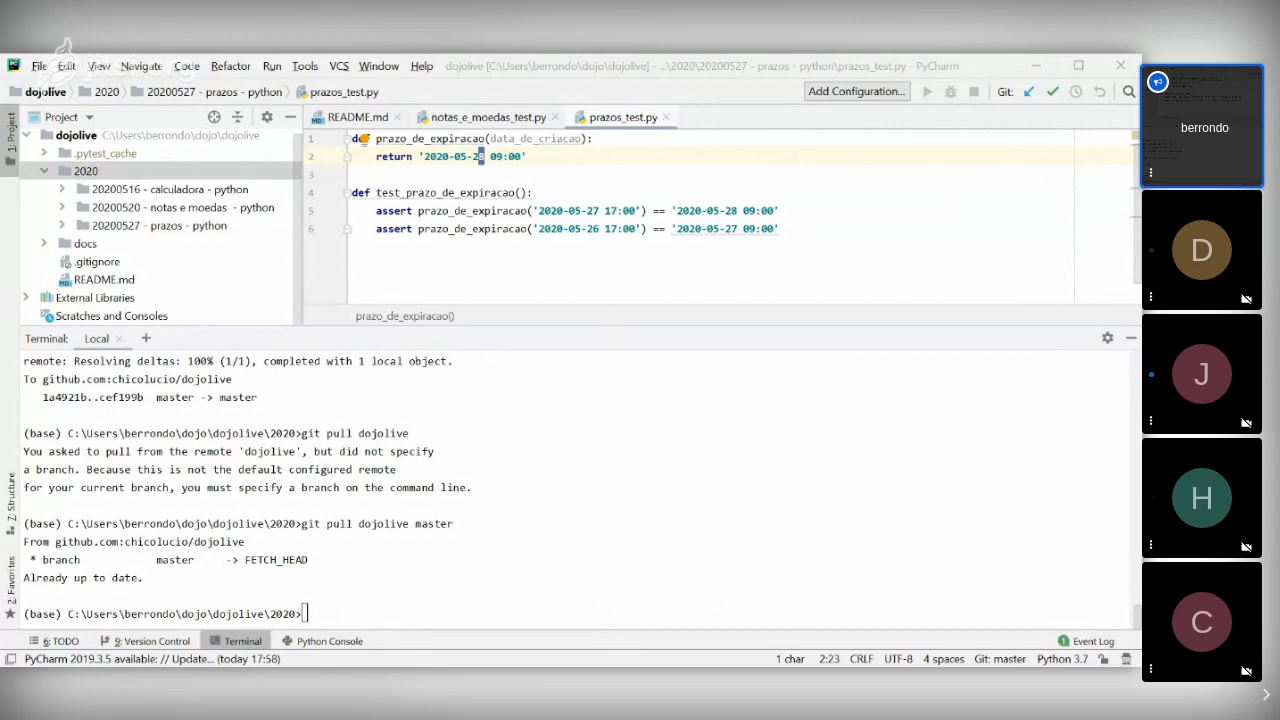 File Edit View Navigate Code Refactor Run Tools VCS Window Help dojolive [C:\Users\berrondo\dojo\dojolive] - ...\2020\20200527 - prazos - python\prazos_test.py - PyCharm
dojolive 2020 20200527 - prazos - python prazos_test.py Add Configuration... Git:
1: Project
Project
README.md notas_e_moedas_test.py prazos_test.py
dojolive C:\Users\berrondo\dojo\dojolive
.pytest_cache
2020
20200516 - calculadora - python
20200520 - notas e moedas - python
20200527 - prazos - python
docs
.gitignore
README.md
External Libraries
Scratches and Consoles
1 def prazo_de_expiracao(data_de_criacao):
2 return '2020-05-28 09:00'
3
4 def test_prazo_de_expiracao():
5 assert prazo_de_expiracao('2020-05-27 17:00') == '2020-05-28 09:00'
6 assert prazo_de_expiracao('2020-05-26 17:00') == '2020-05-27 09:00'
prazo_de_expiracao()
Terminal: Local +
remote: Resolving deltas: 100% (1/1), completed with 1 local object.
To github.com:chicolucio/dojolive
1a4921b..cef199b master -> master
(base) C:\Users\berrondo\dojo\dojolive\2020>git pull dojolive
You asked to pull from the remote 'dojolive', but did not specify
a branch. Because this is not the default configured remote
for your current branch, you must specify a branch on the command line.
(base) C:\Users\berrondo\dojo\dojolive\2020>git pull dojolive master
From github.com:chicolucio/dojolive
* branch master -> FETCH_HEAD
Already up to date.
(base) C:\Users\berrondo\dojo\dojolive\2020>
7: Structure
2: Favorites
6: TODO 9: Version Control Terminal Python Console 1 Event Log
PyCharm 2019.3.5 available: // Update... (today 17:58) 1 char 2:23 CRLF UTF-8 4 spaces Git: master Python 3.7
berrondo
D
J
H
C